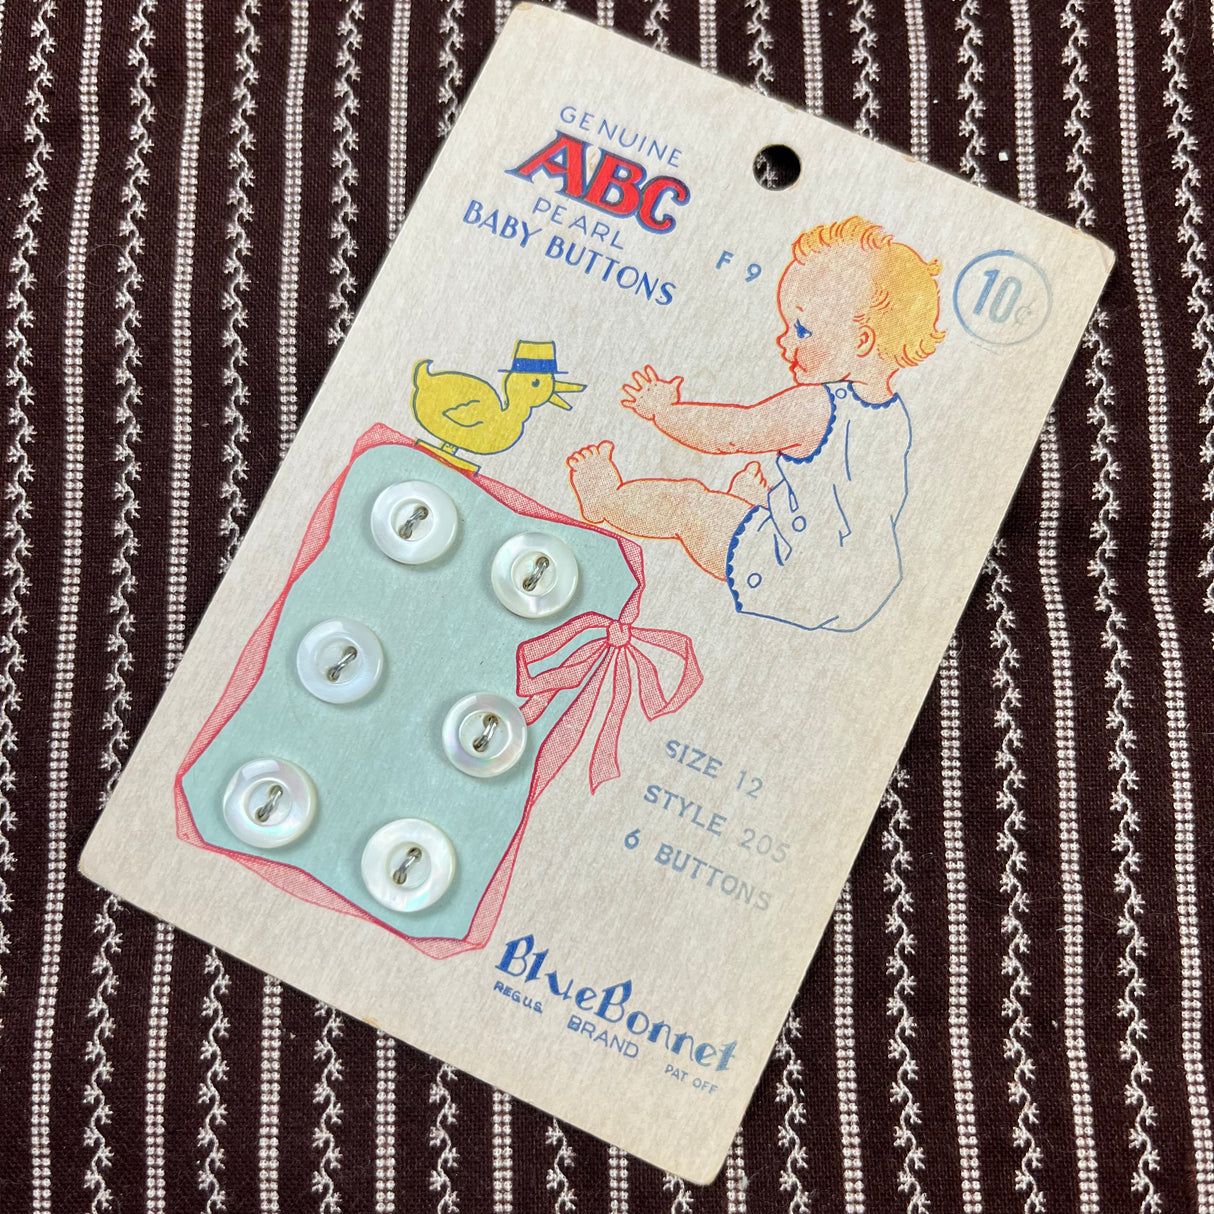 GENUINE
ABC
PEARL
BABY BUTTONS
F 9
10¢
SIZE 12
STYLE 205
6 BUTTONS
BlueBonnet
REG U.S. BRAND PAT OFF